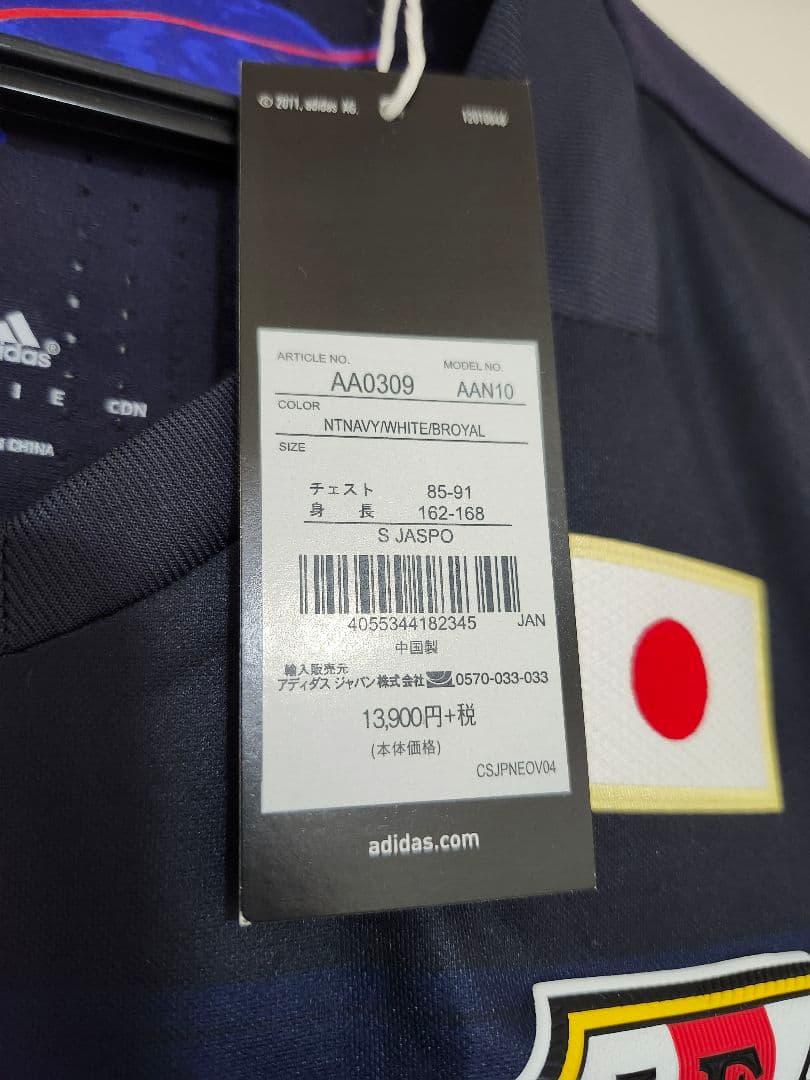 © 2011, adidas XG.
ARTICLE NO.
MODEL NO.
AA0309
AAN10
COLOR
NTNAVY/WHITE/BROYAL
SIZE
チェスト 85-91
身 長 162-168
S JASPO
4055344182345 JAN
中国製
輸入販売元
アディダス ジャパン株式会社 0570-033-033
13,900円+税
(本体価格)
CSJPNEOV04
adidas.com
adidas®
I E CDN
CHINA